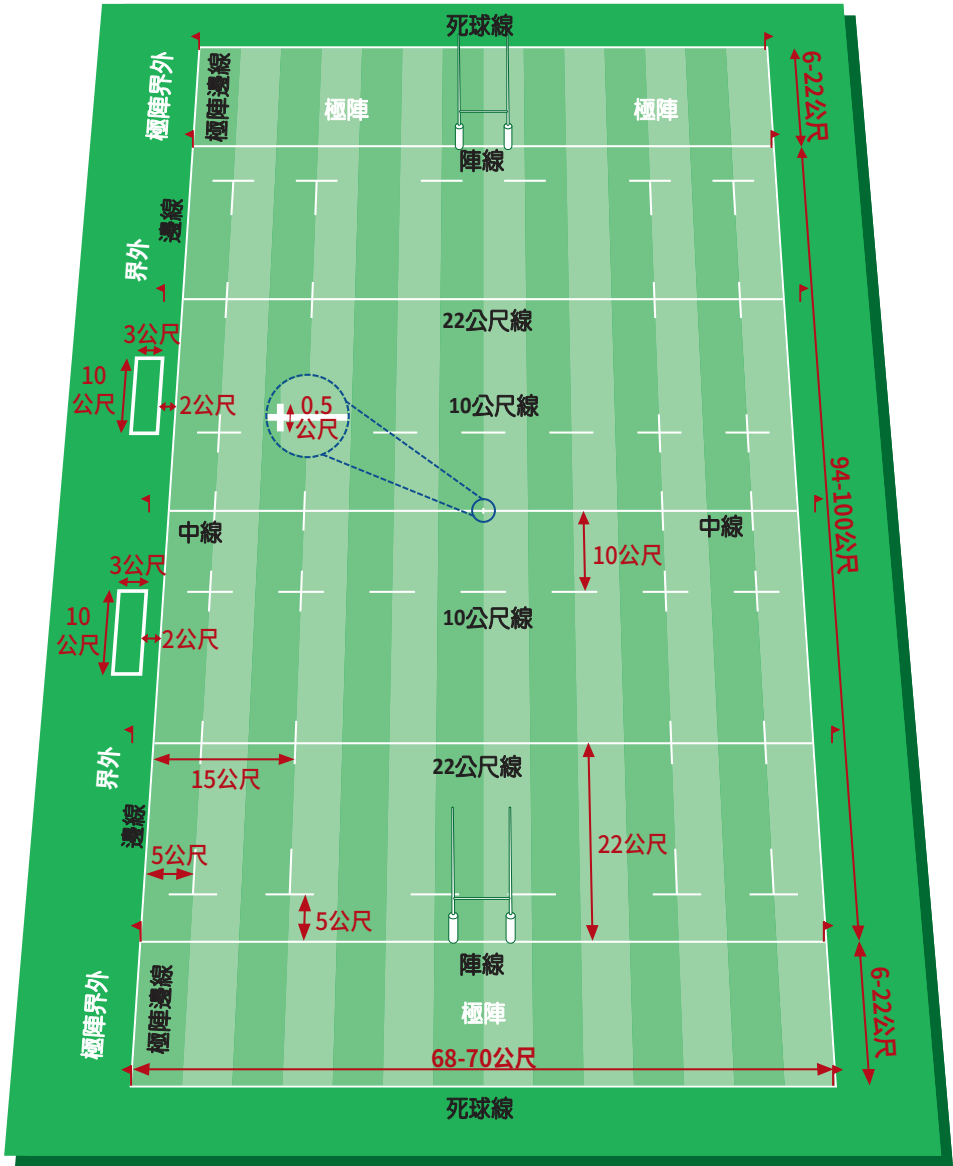 死球線
極陣界外
極陣邊線
極陣
極陣
6-22公尺
陣線
邊線
界外
22公尺線
3公尺
10
公尺
2公尺
0.5
公尺
10公尺線
94-100公尺
中線
中線
10公尺
3公尺
10
公尺
2公尺
10公尺線
界外
22公尺線
15公尺
邊線
5公尺
22公尺
5公尺
陣線
極陣界外
極陣邊線
極陣
6-22公尺
68-70公尺
死球線